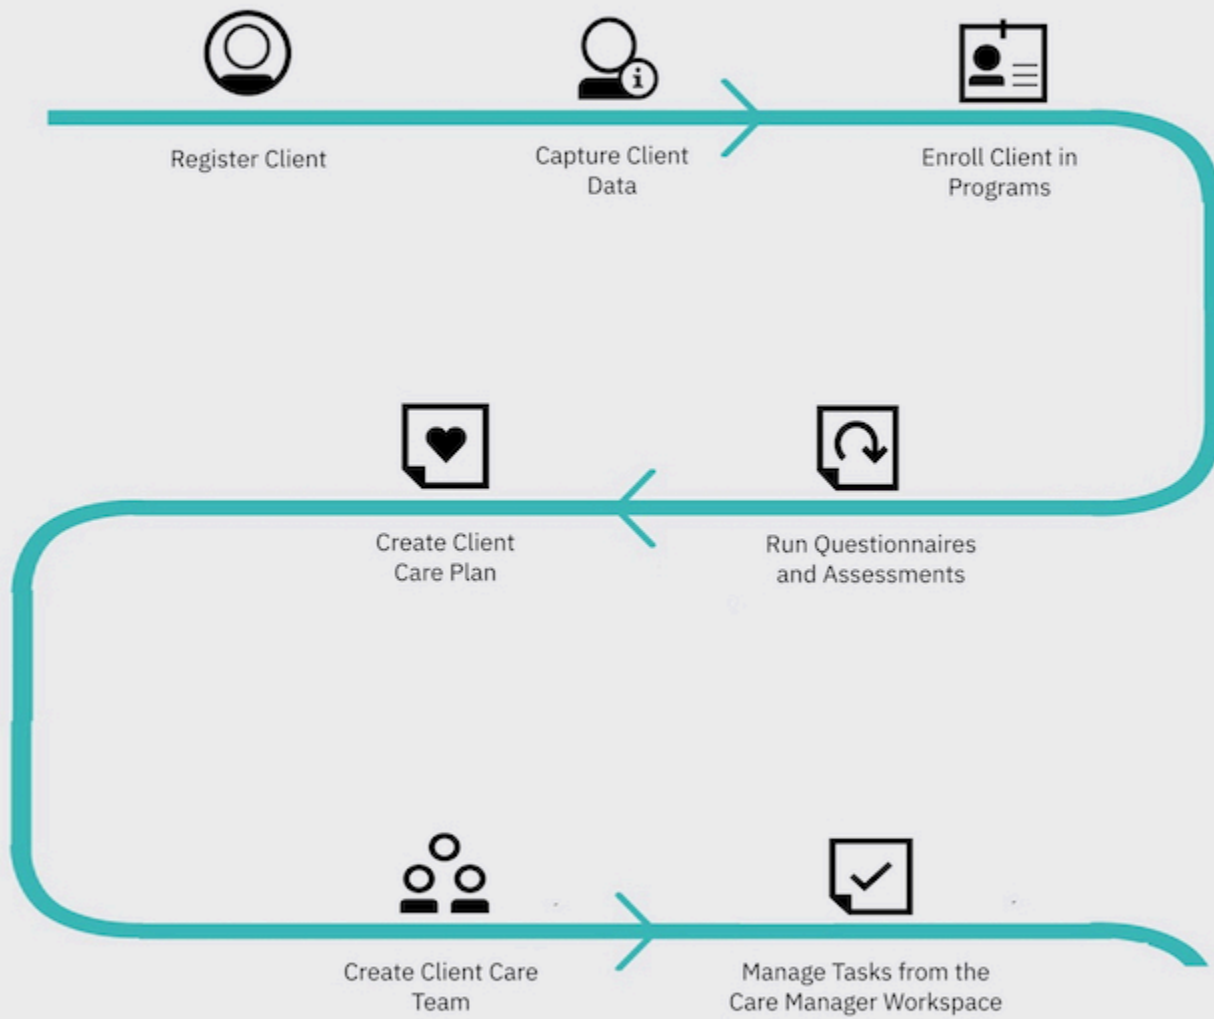 Register Client
Capture Client
Data
Enroll Client in
Programs
Run Questionnaires
and Assessments
Create Client
Care Plan
Create Client Care
Team
Manage Tasks from the
Care Manager Workspace